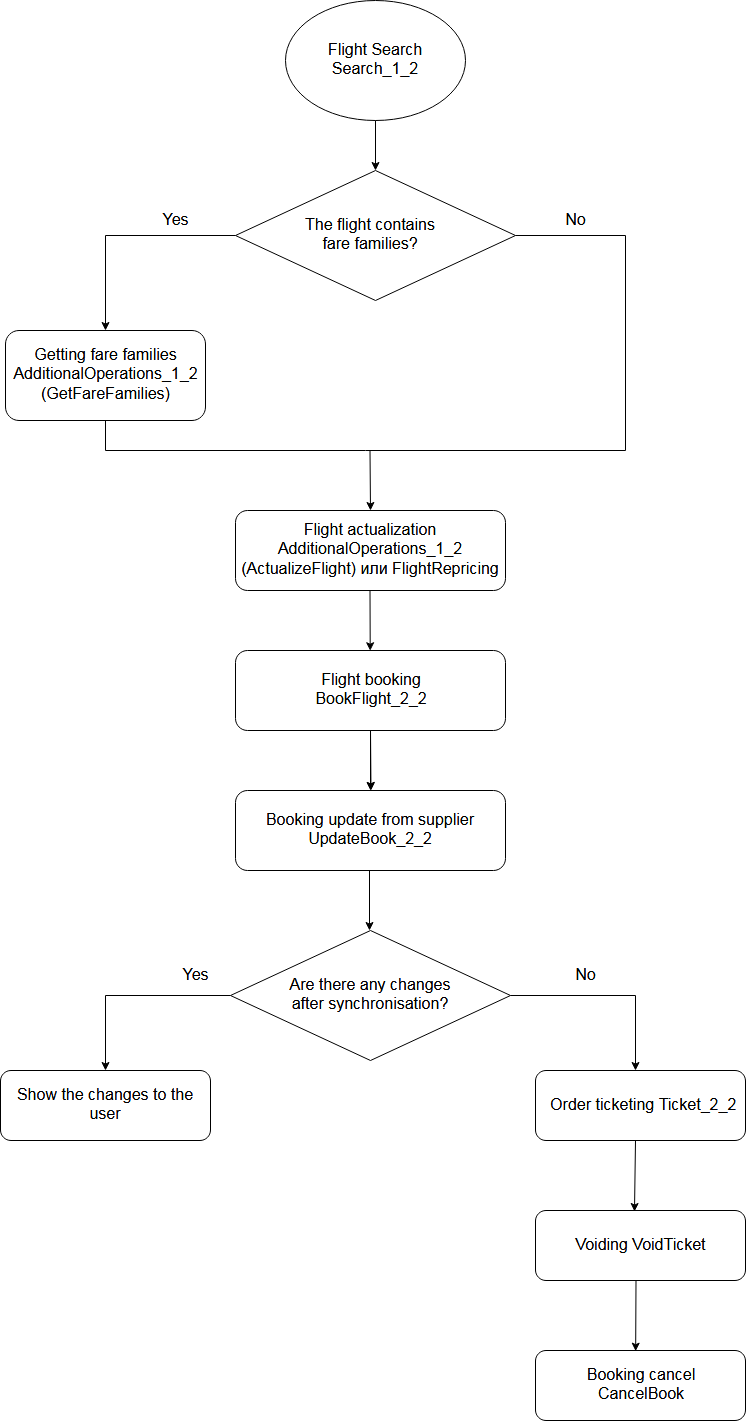 Flight Search
Search_1_2
The flight contains
fare families?
Yes
No
Getting fare families
AdditionalOperations_1_2
(GetFareFamilies)
Flight actualization
AdditionalOperations_1_2
(ActualizeFlight) или FlightRepricing
Flight booking
BookFlight_2_2
Booking update from supplier
UpdateBook_2_2
Are there any changes
after synchronisation?
Yes
No
Show the changes to the
user
Order ticketing Ticket_2_2
Voiding VoidTicket
Booking cancel
CancelBook